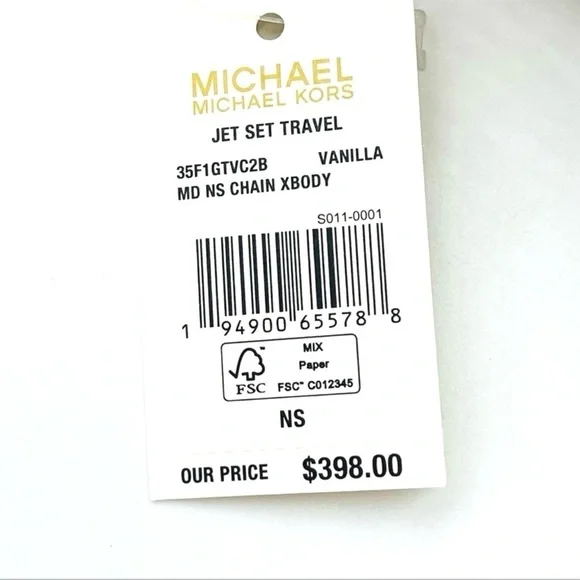 MICHAEL
MICHAEL KORS
JET SET TRAVEL
35F1GTVC2B VANILLA
MD NS CHAIN XBODY
S011-0001
1 94900 65578 8
FSC™
MIX
Paper
FSC™ C012345
NS
OUR PRICE $398.00